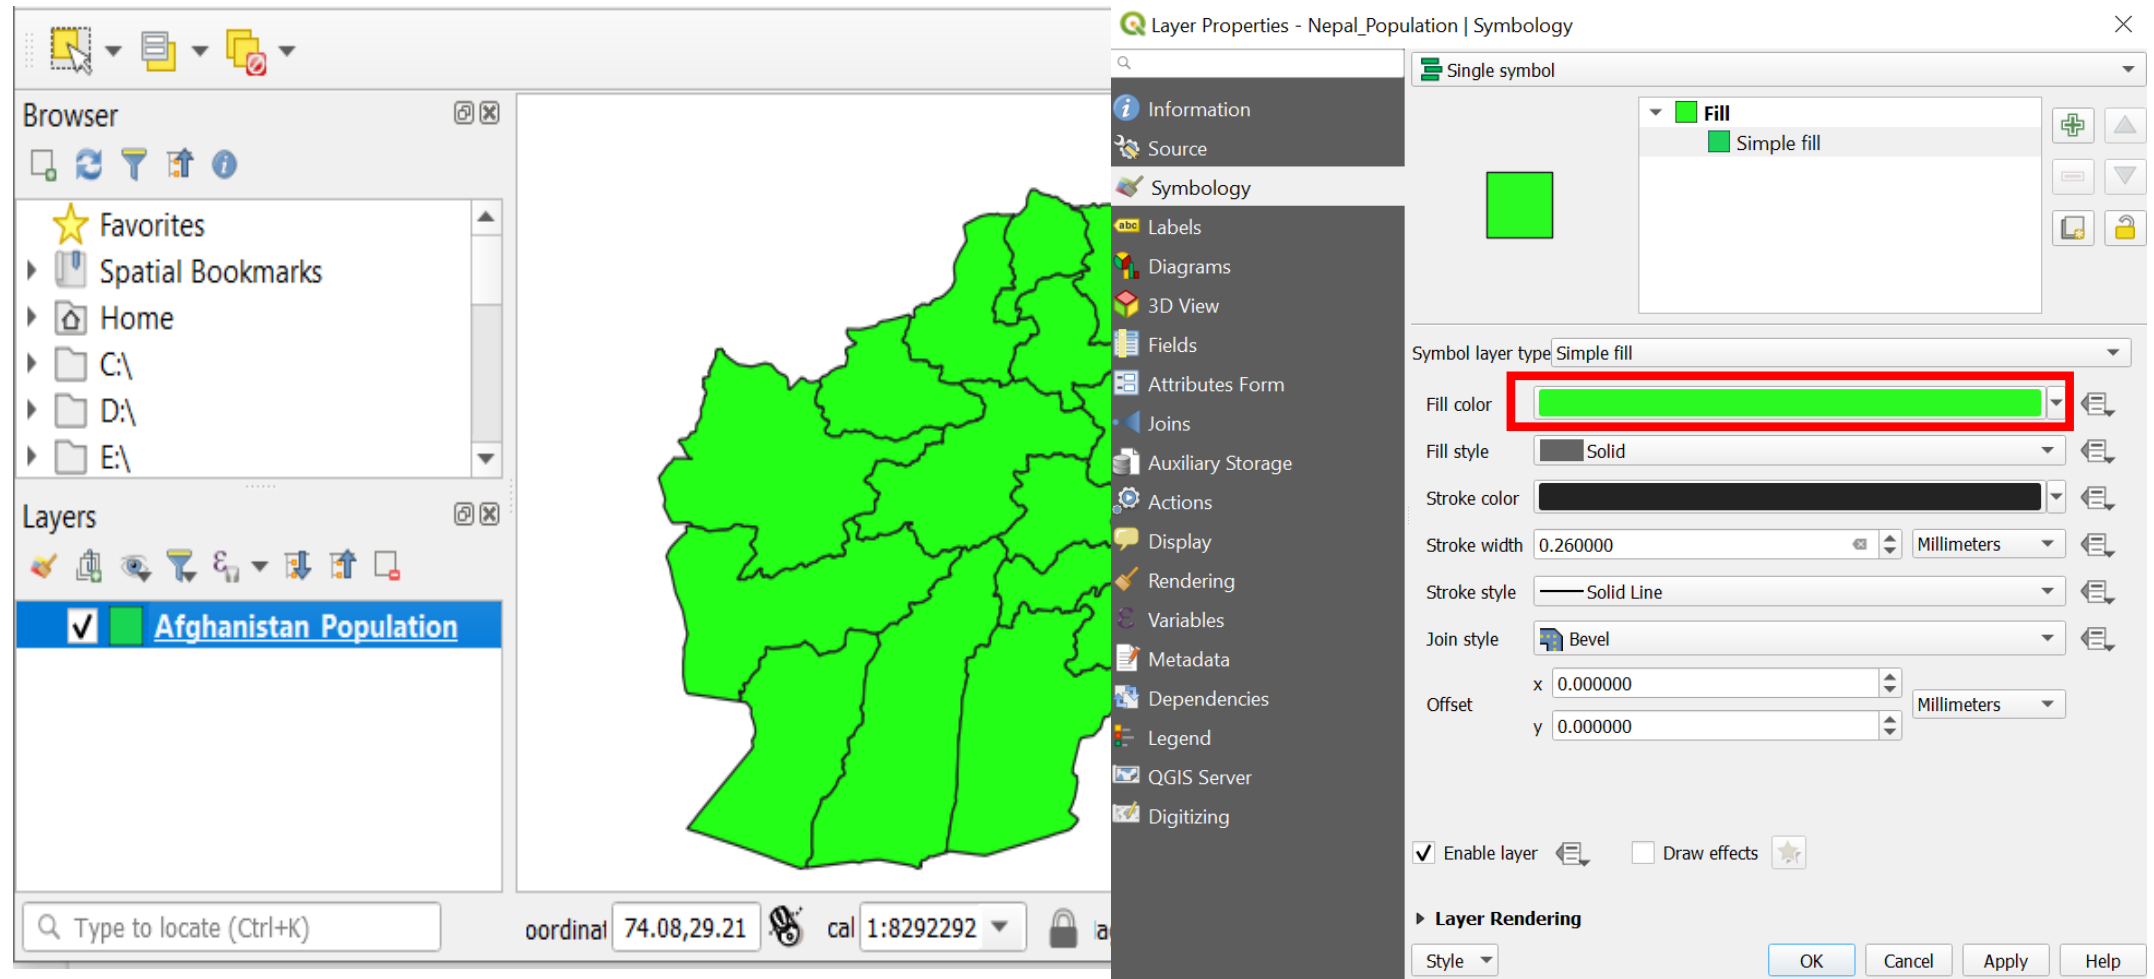 Browser
Favorites
Spatial Bookmarks
Home
C:\
D:\
E:\
Layers
Afghanistan_Population
Type to locate (Ctrl+K)
oordinat 74.08,29.21 cal 1:8292292
Layer Properties - Nepal_Population | Symbology
Information
Source
Symbology
abc Labels
Diagrams
3D View
Fields
Attributes Form
Joins
Auxiliary Storage
Actions
Display
Rendering
Variables
Metadata
Dependencies
Legend
QGIS Server
Digitizing
Single symbol
Fill
Simple fill
Symbol layer type Simple fill
Fill color
Fill style Solid
Stroke color
Stroke width 0.260000 Millimeters
Stroke style Solid Line
Join style Bevel
Offset x 0.000000 Millimeters
y 0.000000
Enable layer Draw effects
Layer Rendering
Style OK Cancel Apply Help